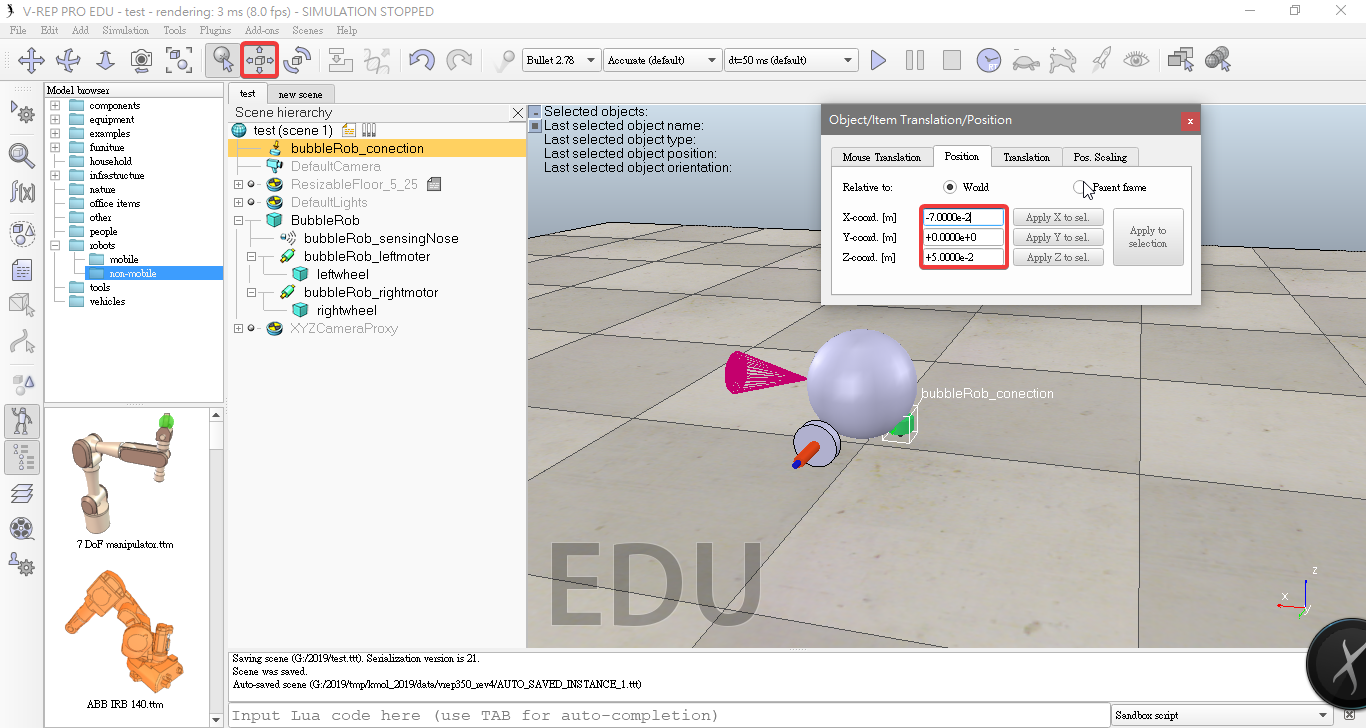 V-REP PRO EDU - test - rendering: 3 ms (8.0 fps) - SIMULATION STOPPED
File Edit Add Simulation Tools Plugins Add-ons Scenes Help
Bullet 2.78 Accurate (default) dt=50 ms (default)
Model browser
components
equipment
examples
furniture
household
infrastructure
nature
office items
other
people
robots
mobile
non-mobile
tools
vehicles
7 DoF manipulator.ttm
ABB IRB 140.ttm
test new scene
Scene hierarchy
test (scene 1)
bubbleRob_conection
DefaultCamera
ResizableFloor_5_25
DefaultLights
BubbleRob
bubbleRob_sensingNose
bubbleRob_leftmoter
leftwheel
bubbleRob_rightmotor
rightwheel
XYZCameraProxy
Selected objects:
Last selected object name:
Last selected object type:
Last selected object position:
Last selected object orientation:
Object/Item Translation/Position
x
Mouse Translation Position Translation Pos. Scaling
Relative to: World Parent frame
X-coord. [m] -7.0000e-2 Apply X to sel.
Y-coord. [m] +0.0000e+0 Apply Y to sel.
Z-coord. [m] +5.0000e-2 Apply Z to sel.
Apply to
selection
bubbleRob_conection
EDU
z
x
y
Saving scene (G:/2019/test.ttt). Serialization version is 21.
Scene was saved.
Auto-saved scene (G:/2019/tmp/kmol_2019/data/vrep350_rev4/AUTO_SAVED_INSTANCE_1.ttt)
Input Lua code here (use TAB for auto-completion)
Sandbox script